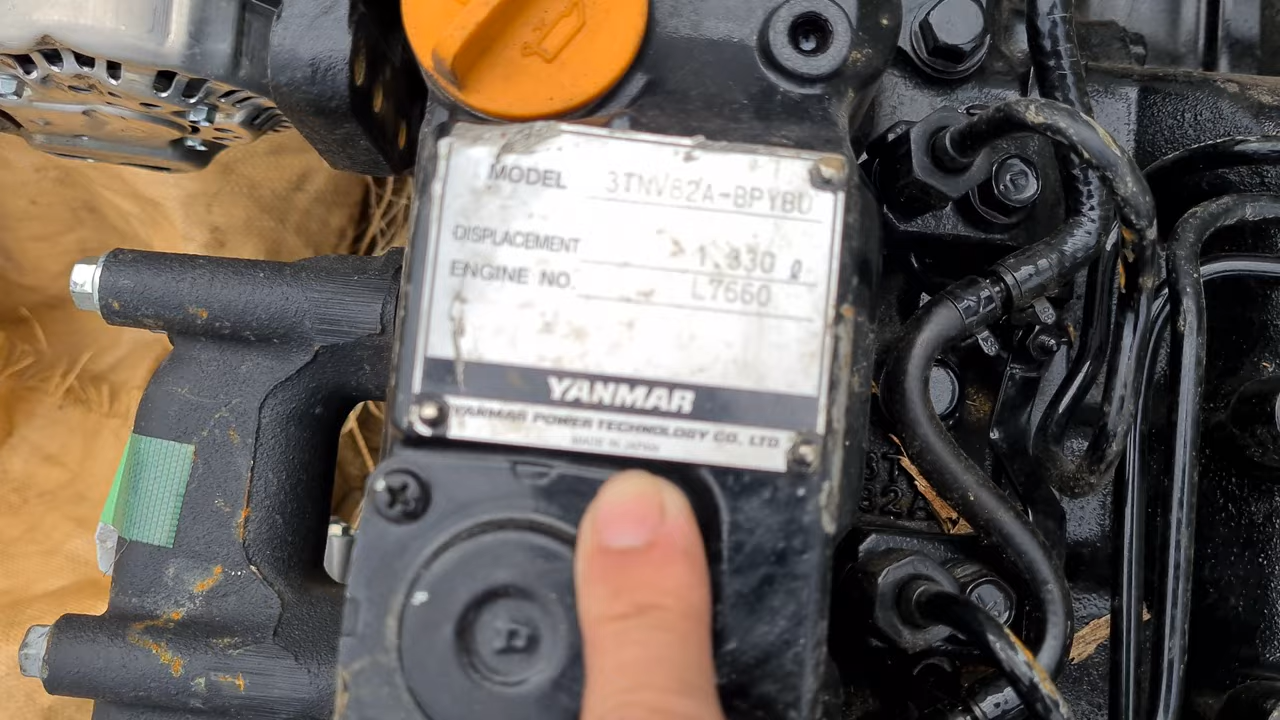 MODEL 3TNV82A-BPYBU
DISPLACEMENT 1.330 ℓ
ENGINE NO. L7660
YANMAR
YANMAR POWER TECHNOLOGY CO., LTD.
MADE IN JAPAN